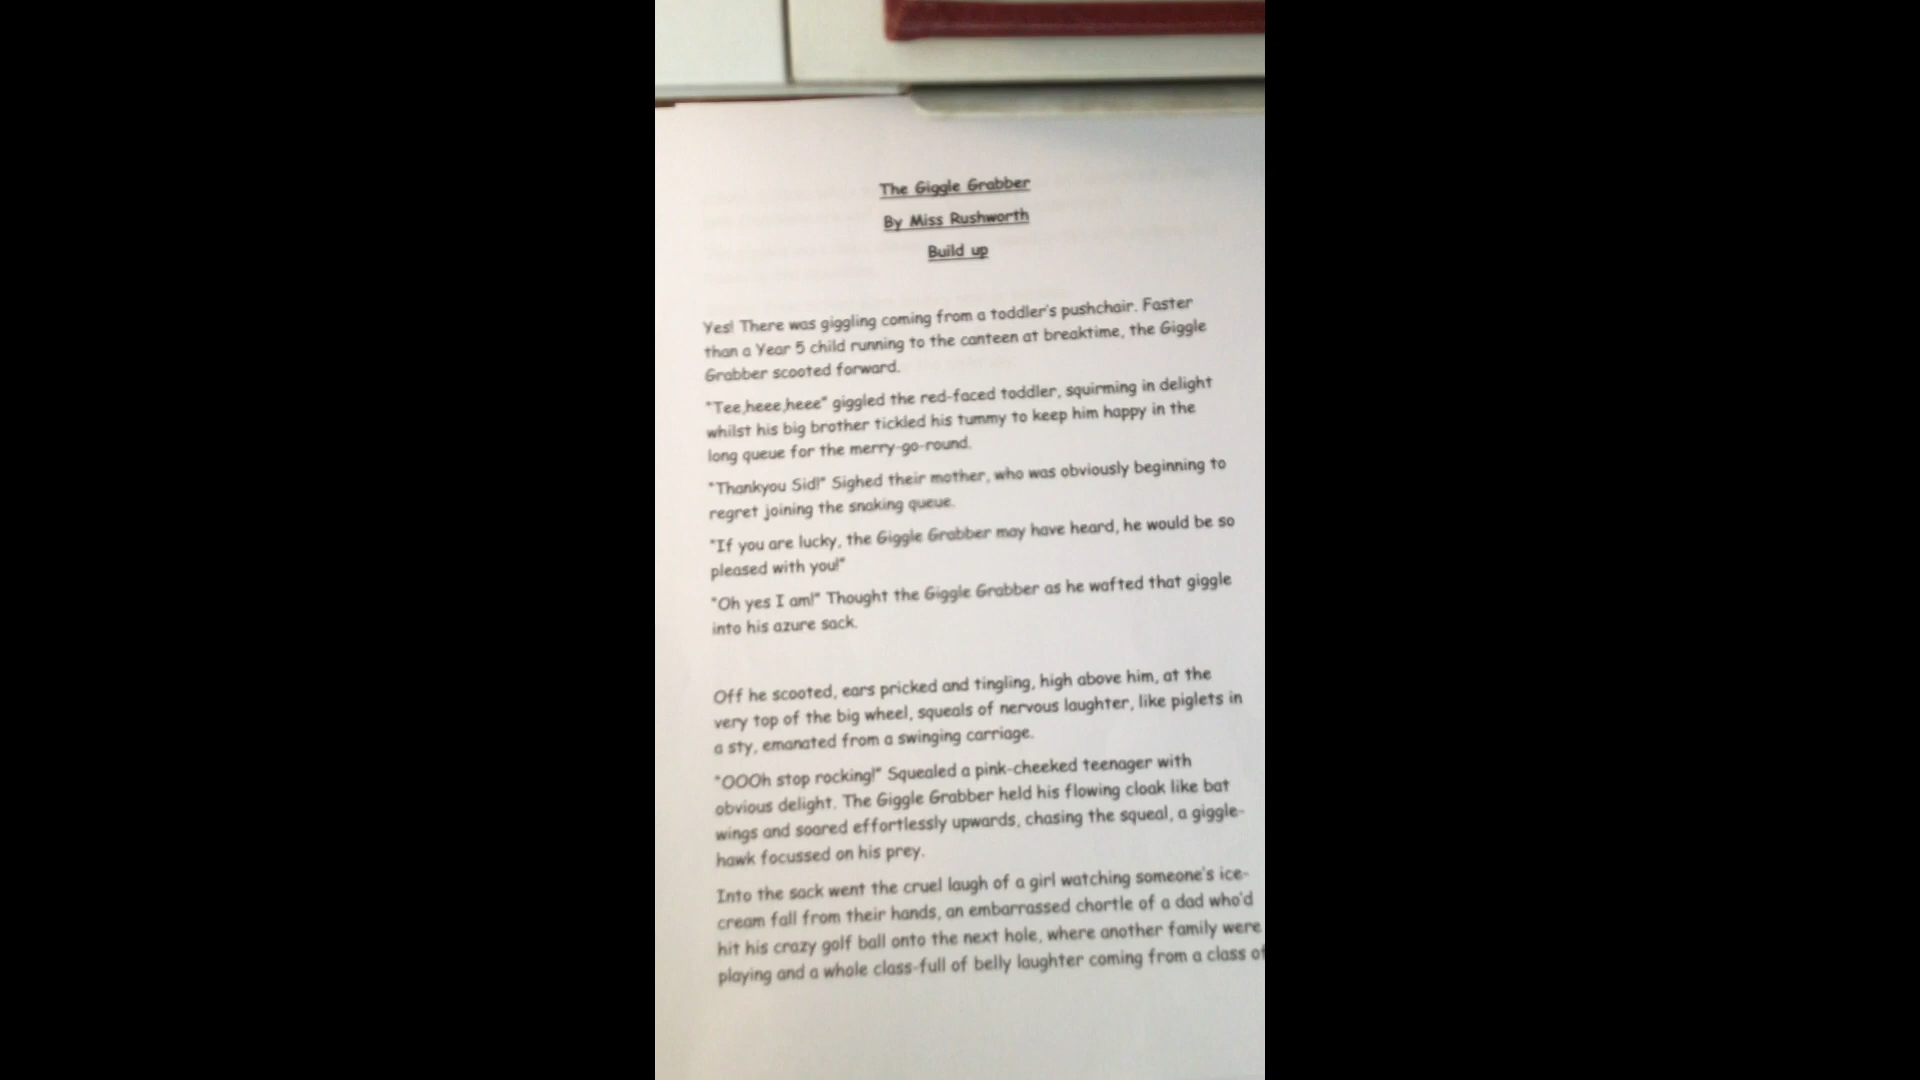 The Giggle Grabber
By Miss Rushworth
Build up
Yes! There was giggling coming from a toddler's pushchair. Faster
than a Year 5 child running to the canteen at breaktime, the Giggle
Grabber scooted forward.
"Tee,heee,heee" giggled the red-faced toddler, squirming in delight
whilst his big brother tickled his tummy to keep him happy in the
long queue for the merry-go-round.
"Thankyou Sid!" Sighed their mother, who was obviously beginning to
regret joining the snaking queue.
"If you are lucky, the Giggle Grabber may have heard, he would be so
pleased with you!"
"Oh yes I am!" Thought the Giggle Grabber as he wafted that giggle
into his azure sack.
Off he scooted, ears pricked and tingling, high above him, at the
very top of the big wheel, squeals of nervous laughter, like piglets in
a sty, emanated from a swinging carriage.
"OOOh stop rocking!" Squealed a pink-cheeked teenager with
obvious delight. The Giggle Grabber held his flowing cloak like bat
wings and soared effortlessly upwards, chasing the squeal, a giggle-
hawk focussed on his prey.
Into the sack went the cruel laugh of a girl watching someone's ice-
cream fall from their hands, an embarrassed chortle of a dad who'd
hit his crazy golf ball onto the next hole, where another family were
playing and a whole class-full of belly laughter coming from a class of